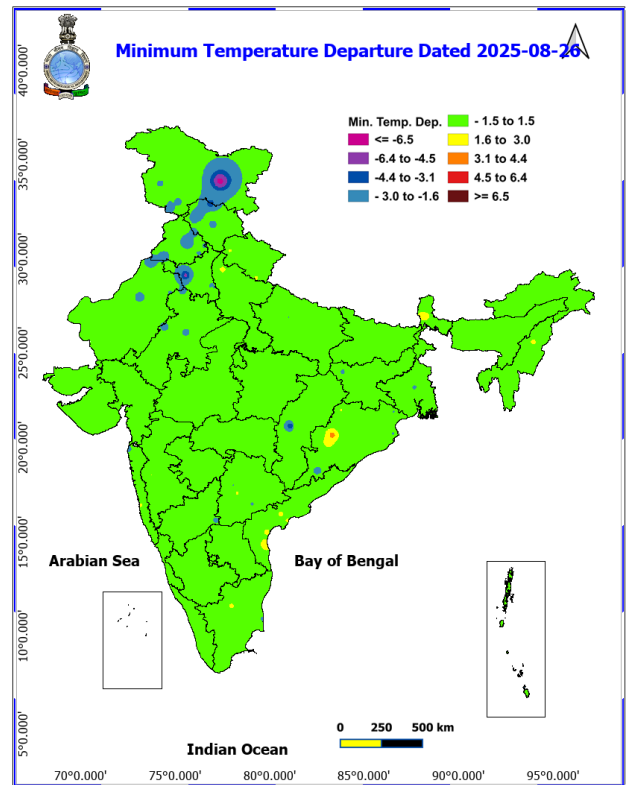 Minimum Temperature Departure Dated 2025-08-26
40°0.000'
35°0.000'
30°0.000'
25°0.000'
20°0.000'
15°0.000'
10°0.000'
5°0.000'
Min. Temp. Dep.
<= -6.5
-6.4 to -4.5
-4.4 to -3.1
- 3.0 to -1.6
- 1.5 to 1.5
1.6 to 3.0
3.1 to 4.4
4.5 to 6.4
>= 6.5
Arabian Sea
Bay of Bengal
Indian Ocean
0 250 500 km
70°0.000' 75°0.000' 80°0.000' 85°0.000' 90°0.000' 95°0.000'